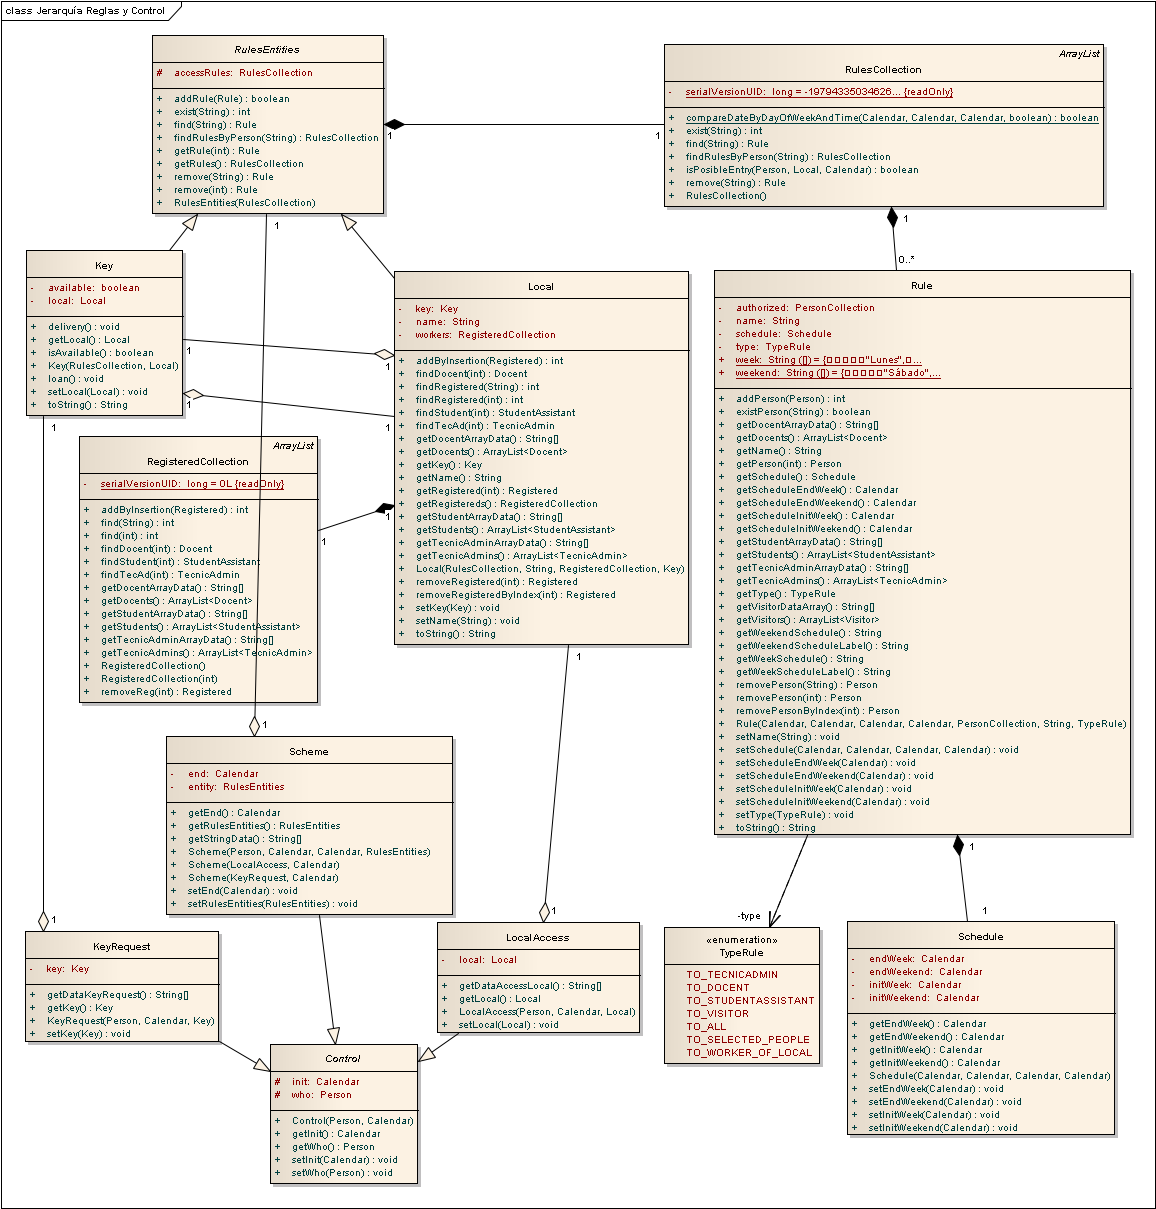 class Jerarquía Reglas y Control
RulesEntities
# accessRules: RulesCollection
+ addRule(Rule) : boolean
+ exist(String) : int
+ find(String) : Rule
+ findRulesByPerson(String) : RulesCollection
+ getRule(int) : Rule
+ getRules() : RulesCollection
+ remove(String) : Rule
+ remove(int) : Rule
+ RulesEntities(RulesCollection)
1
1
1
ArrayList
RulesCollection
- serialVersionUID: long = -19794335034626... {readOnly}
+ compareDateByDayOfWeekAndTime(Calendar, Calendar, Calendar, boolean) : boolean
+ exist(String) : int
+ find(String) : Rule
+ findRulesByPerson(String) : RulesCollection
+ isPosibleEntry(Person, Local, Calendar) : boolean
+ remove(String) : Rule
+ RulesCollection()
1
0..*
Key
- available: boolean
- local: Local
+ delivery() : void
+ getLocal() : Local
+ isAvailable() : boolean
+ Key(RulesCollection, Local)
+ loan() : void
+ setLocal(Local) : void
+ toString() : String
1
1
1
1
1
Local
- key: Key
- name: String
- workers: RegisteredCollection
+ addByInsertion(Registered) : int
+ findDocent(int) : Docent
+ findRegistered(String) : int
+ findRegistered(int) : int
+ findStudent(int) : StudentAssistant
+ findTecAd(int) : TecnicAdmin
+ getDocentArrayData() : String[]
+ getDocents() : ArrayList<Docent>
+ getKey() : Key
+ getName() : String
+ getRegistered(int) : Registered
+ getRegistereds() : RegisteredCollection
+ getStudentArrayData() : String[]
+ getStudents() : ArrayList<StudentAssistant>
+ getTecnicAdminArrayData() : String[]
+ getTecnicAdmins() : ArrayList<TecnicAdmin>
+ Local(RulesCollection, String, RegisteredCollection, Key)
+ removeRegistered(int) : Registered
+ removeRegisteredByIndex(int) : Registered
+ setKey(Key) : void
+ setName(String) : void
+ toString() : String
1
1
1
Rule
- authorized: PersonCollection
- name: String
- schedule: Schedule
- type: TypeRule
+ week: String ([]) = {□□□□□"Lunes",□...
+ weekend: String ([]) = {□□□□□"Sábado",...
+ addPerson(Person) : int
+ existPerson(String) : boolean
+ getDocentArrayData() : String[]
+ getDocents() : ArrayList<Docent>
+ getName() : String
+ getPerson(int) : Person
+ getSchedule() : Schedule
+ getScheduleEndWeek() : Calendar
+ getScheduleEndWeekend() : Calendar
+ getScheduleInitWeek() : Calendar
+ getScheduleInitWeekend() : Calendar
+ getStudentArrayData() : String[]
+ getStudents() : ArrayList<StudentAssistant>
+ getTecnicAdminArrayData() : String[]
+ getTecnicAdmins() : ArrayList<TecnicAdmin>
+ getType() : TypeRule
+ getVisitorDataArray() : String[]
+ getVisitors() : ArrayList<Visitor>
+ getWeekendSchedule() : String
+ getWeekendScheduleLabel() : String
+ getWeekSchedule() : String
+ getWeekScheduleLabel() : String
+ removePerson(String) : Person
+ removePerson(int) : Person
+ removePersonByIndex(int) : Person
+ Rule(Calendar, Calendar, Calendar, Calendar, PersonCollection, String, TypeRule)
+ setName(String) : void
+ setSchedule(Calendar, Calendar, Calendar, Calendar) : void
+ setScheduleEndWeek(Calendar) : void
+ setScheduleEndWeekend(Calendar) : void
+ setScheduleInitWeek(Calendar) : void
+ setScheduleInitWeekend(Calendar) : void
+ setType(TypeRule) : void
+ toString() : String
1
ArrayList
RegisteredCollection
- serialVersionUID: long = 0L {readOnly}
+ addByInsertion(Registered) : int
+ find(String) : int
+ find(int) : int
+ findDocent(int) : Docent
+ findStudent(int) : StudentAssistant
+ findTecAd(int) : TecnicAdmin
+ getDocentArrayData() : String[]
+ getDocents() : ArrayList<Docent>
+ getStudentArrayData() : String[]
+ getStudents() : ArrayList<StudentAssistant>
+ getTecnicAdminArrayData() : String[]
+ getTecnicAdmins() : ArrayList<TecnicAdmin>
+ RegisteredCollection()
+ RegisteredCollection(int)
+ removeReg(int) : Registered
1
Scheme
- end: Calendar
- entity: RulesEntities
+ getEnd() : Calendar
+ getRulesEntities() : RulesEntities
+ getStringData() : String[]
+ Scheme(Person, Calendar, Calendar, RulesEntities)
+ Scheme(LocalAccess, Calendar)
+ Scheme(KeyRequest, Calendar)
+ setEnd(Calendar) : void
+ setRulesEntities(RulesEntities) : void
1
KeyRequest
- key: Key
+ getDataKeyRequest() : String[]
+ getKey() : Key
+ KeyRequest(Person, Calendar, Key)
+ setKey(Key) : void
1
LocalAccess
- local: Local
+ getDataAccessLocal() : String[]
+ getLocal() : Local
+ LocalAccess(Person, Calendar, Local)
+ setLocal(Local) : void
-type
«enumeration»
TypeRule
TO_TECNICADMIN
TO_DOCENT
TO_STUDENTASSISTANT
TO_VISITOR
TO_ALL
TO_SELECTED_PEOPLE
TO_WORKER_OF_LOCAL
1
Schedule
- endWeek: Calendar
- endWeekend: Calendar
- initWeek: Calendar
- initWeekend: Calendar
+ getEndWeek() : Calendar
+ getEndWeekend() : Calendar
+ getInitWeek() : Calendar
+ getInitWeekend() : Calendar
+ Schedule(Calendar, Calendar, Calendar, Calendar)
+ setEndWeek(Calendar) : void
+ setEndWeekend(Calendar) : void
+ setInitWeek(Calendar) : void
+ setInitWeekend(Calendar) : void
Control
# init: Calendar
# who: Person
+ Control(Person, Calendar)
+ getInit() : Calendar
+ getWho() : Person
+ setInit(Calendar) : void
+ setWho(Person) : void